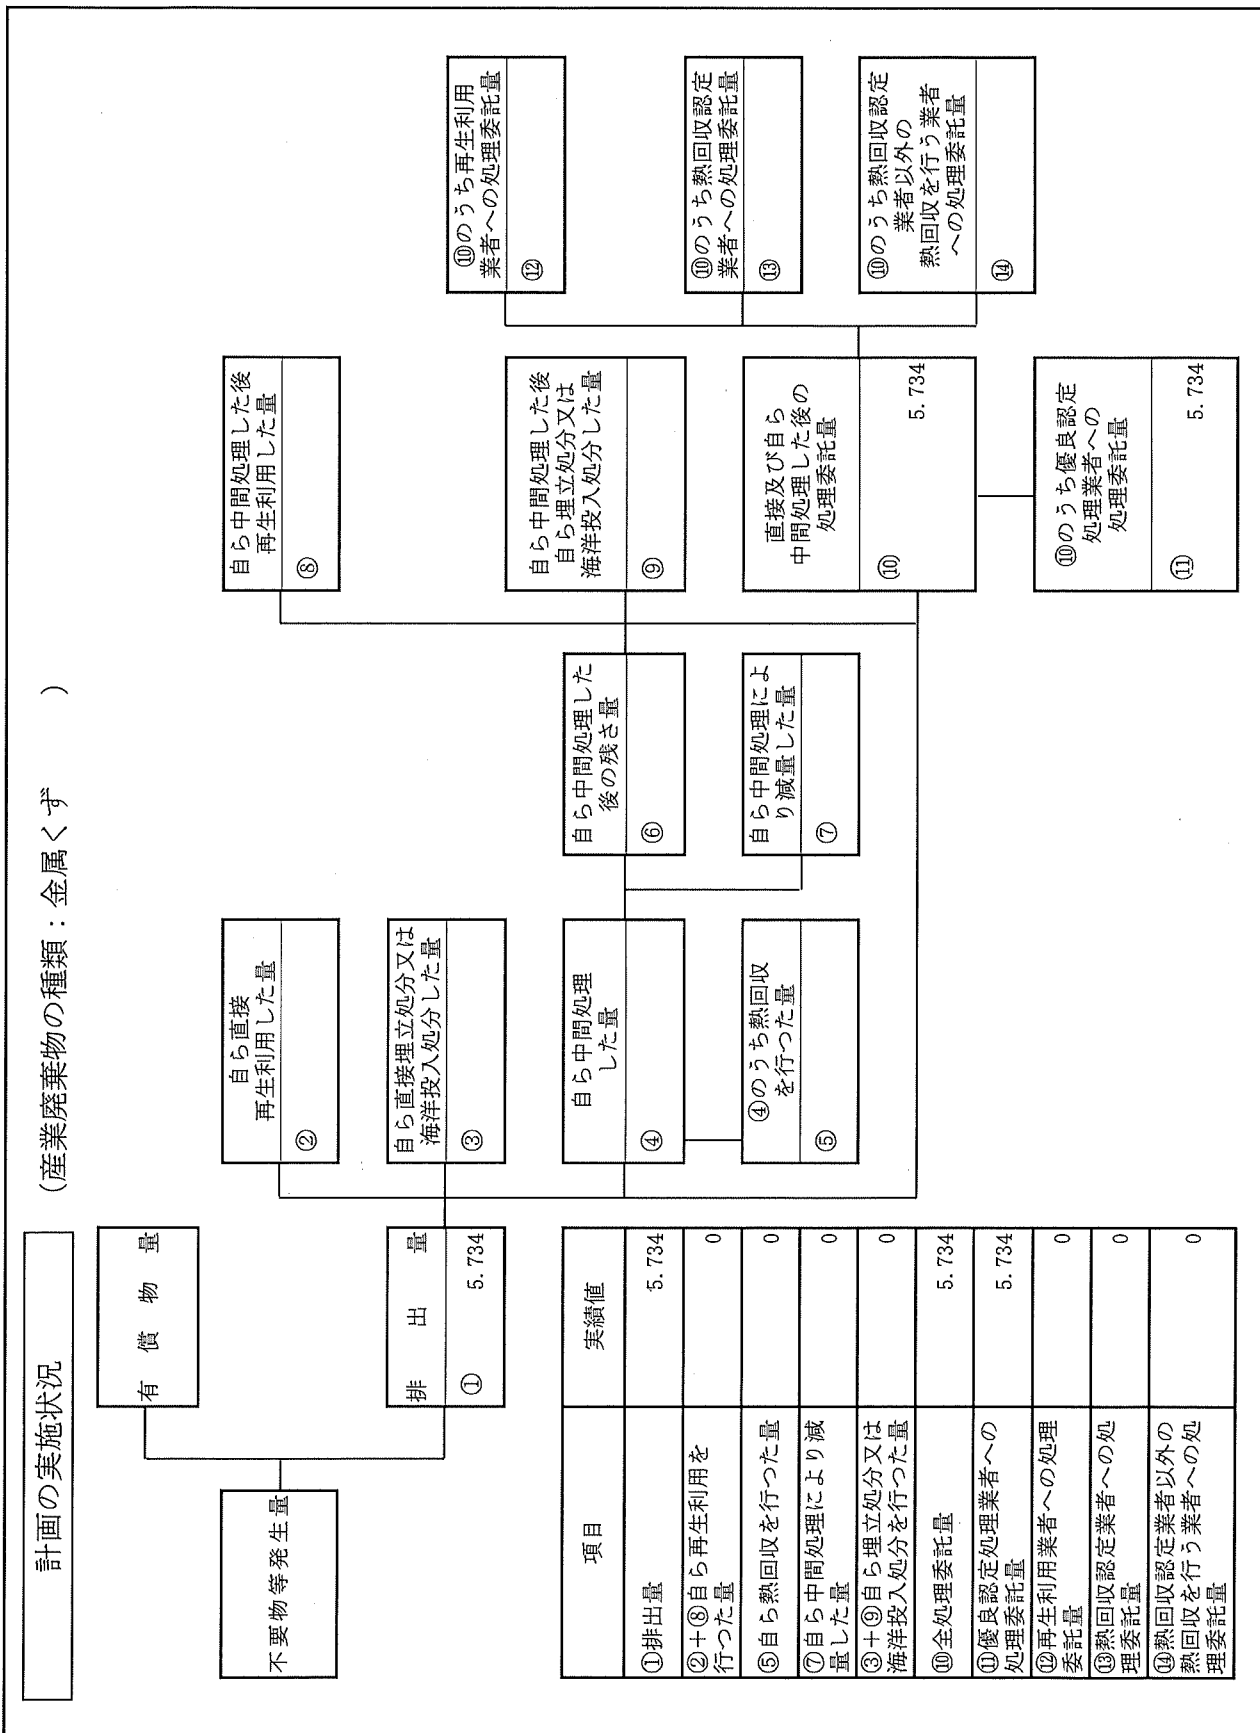 計画の実施状況
(産業廃棄物の種類：金属くず　　　)
不要物等発生量
有 償 物 量
排 出 量
① 5.734
自ら直接
再生利用した量
②
自ら直接埋立処分又は
海洋投入処分した量
③
自ら中間処理
した量
④
④のうち熱回収
を行つた量
⑤
自ら中間処理した
後の残さ量
⑥
自ら中間処理によ
り減量した量
⑦
自ら中間処理した後
再生利用した量
⑧
自ら中間処理した後
自ら埋立処分又は
海洋投入処分した量
⑨
直接及び自ら
中間処理した後の
処理委託量
⑩ 5.734
⑩のうち優良認定
処理業者への
処理委託量
⑪ 5.734
⑩のうち再生利用
業者への処理委託量
⑫
⑩のうち熱回収認定
業者への処理委託量
⑬
⑩のうち熱回収認定
業者以外の
熱回収を行う業者
への処理委託量
⑭
項目 実績値
①排出量 5.734
②＋⑧自ら再生利用を
行つた量 0
⑤自ら熱回収を行つた量 0
⑦自ら中間処理により減
量した量 0
③＋⑨自ら埋立処分又は
海洋投入処分を行つた量 0
⑩全処理委託量 5.734
⑪優良認定処理業者への
処理委託量 5.734
⑫再生利用業者への処理
委託量 0
⑬熱回収認定業者への処
理委託量 0
⑭熱回収認定業者以外の
熱回収を行う業者への処
理委託量 0